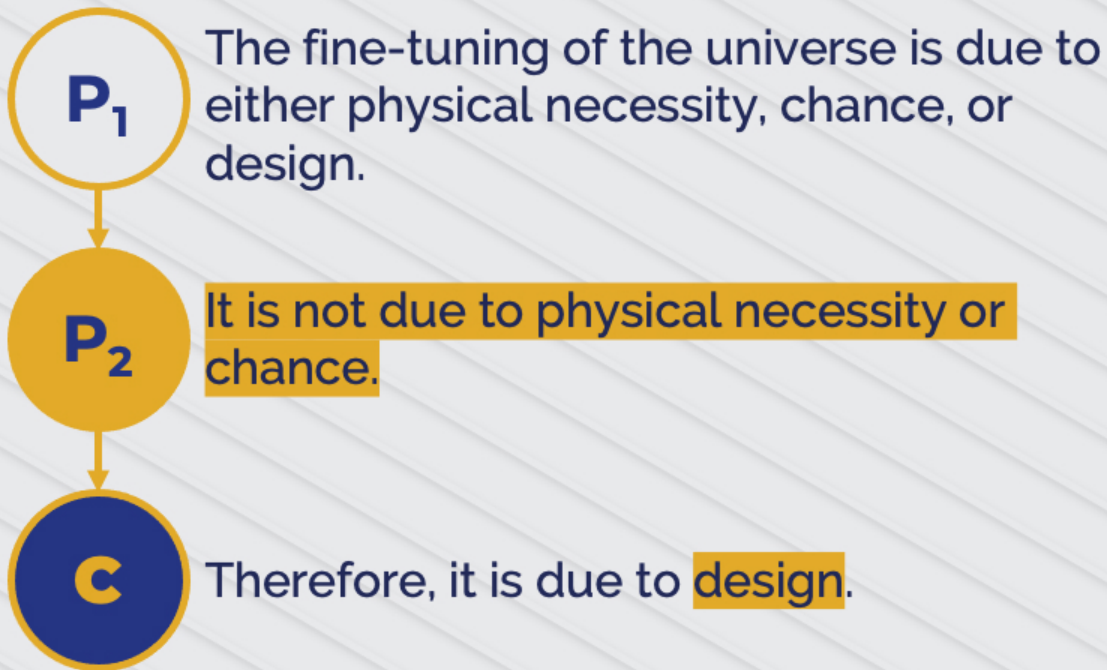 P₁
The fine-tuning of the universe is due to
either physical necessity, chance, or
design.
P₂
It is not due to physical necessity or
chance.
C
Therefore, it is due to design.